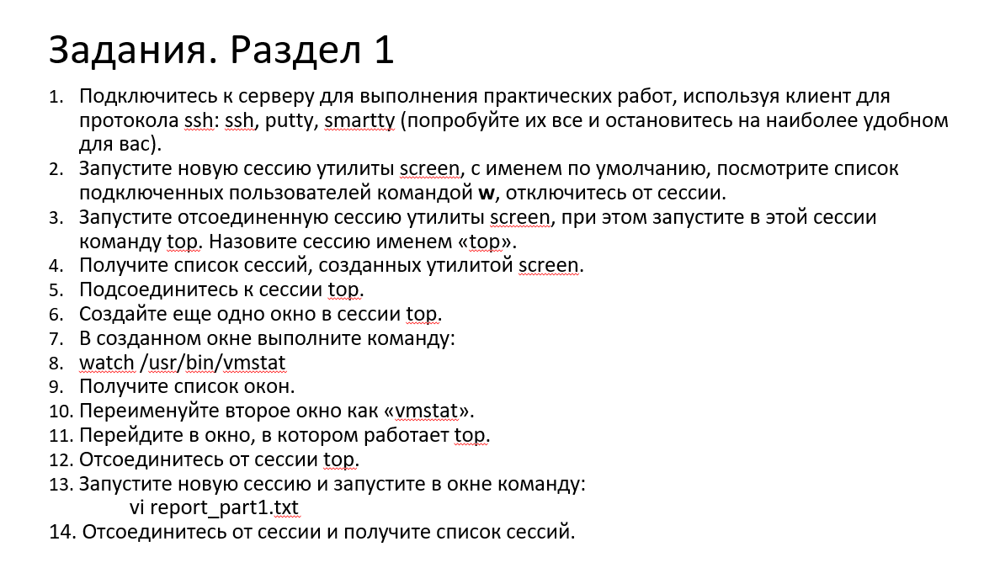 Задания. Раздел 1
1. Подключитесь к серверу для выполнения практических работ, используя клиент для
протокола ssh: ssh, putty, smartty (попробуйте их все и остановитесь на наиболее удобном
для вас).
2. Запустите новую сессию утилиты screen, с именем по умолчанию, посмотрите список
подключенных пользователей командой w, отключитесь от сессии.
3. Запустите отсоединенную сессию утилиты screen, при этом запустите в этой сессии
команду top. Назовите сессию именем «top».
4. Получите список сессий, созданных утилитой screen.
5. Подсоединитесь к сессии top.
6. Создайте еще одно окно в сессии top.
7. В созданном окне выполните команду:
8. watch /usr/bin/vmstat
9. Получите список окон.
10. Переименуйте второе окно как «vmstat».
11. Перейдите в окно, в котором работает top.
12. Отсоединитесь от сессии top.
13. Запустите новую сессию и запустите в окне команду:
vi report_part1.txt
14. Отсоединитесь от сессии и получите список сессий.